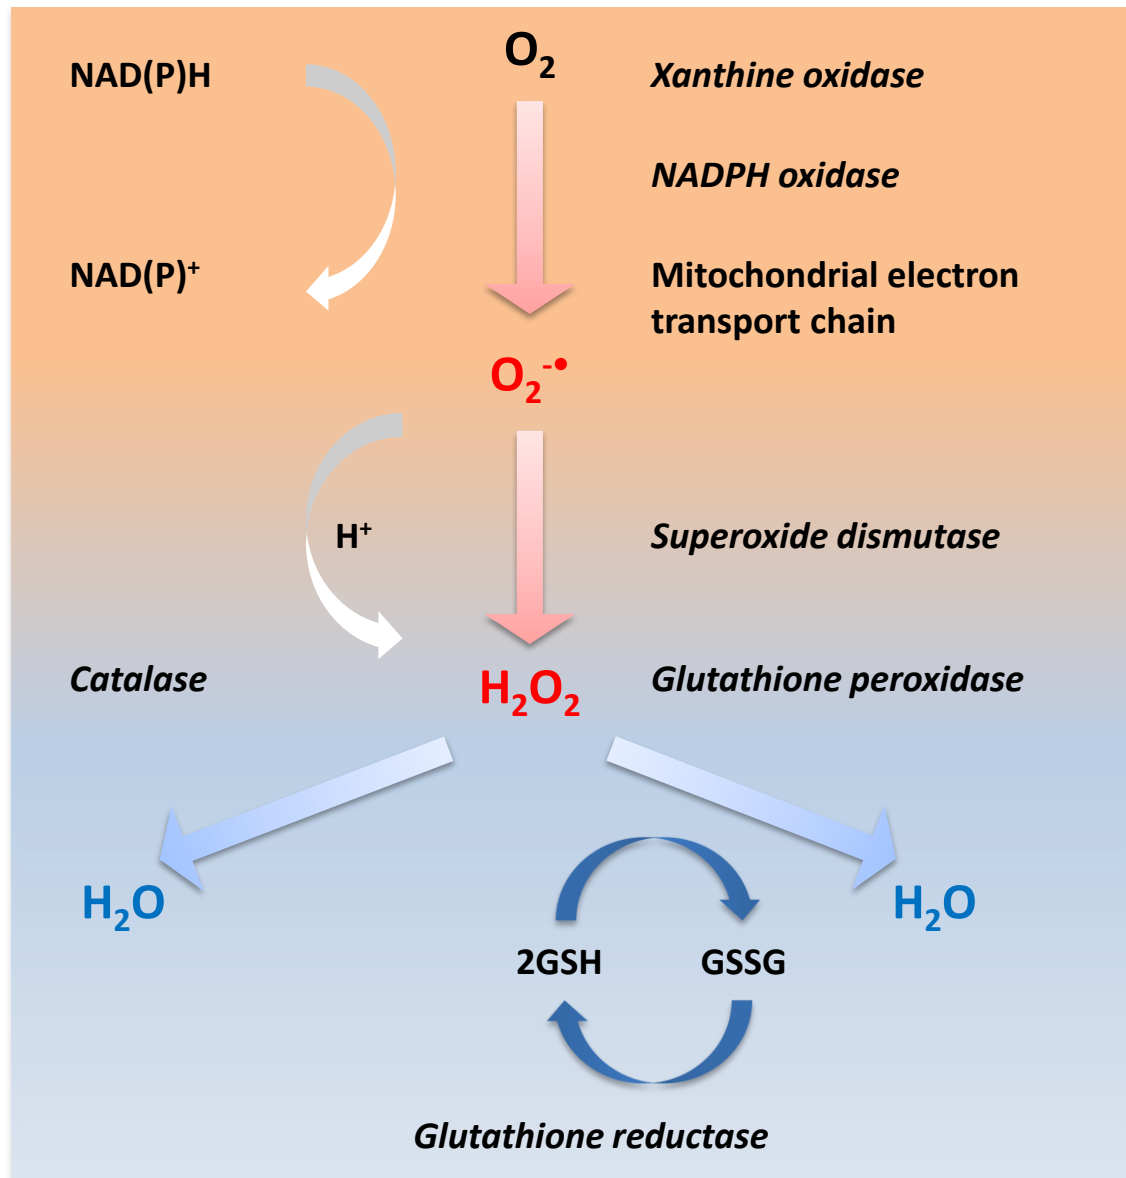 NAD(P)H
O₂
Xanthine oxidase
NADPH oxidase
NAD(P)⁺
Mitochondrial electron
transport chain
O₂⁻•
H⁺
Superoxide dismutase
Catalase
H₂O₂
Glutathione peroxidase
H₂O
H₂O
2GSH
GSSG
Glutathione reductase